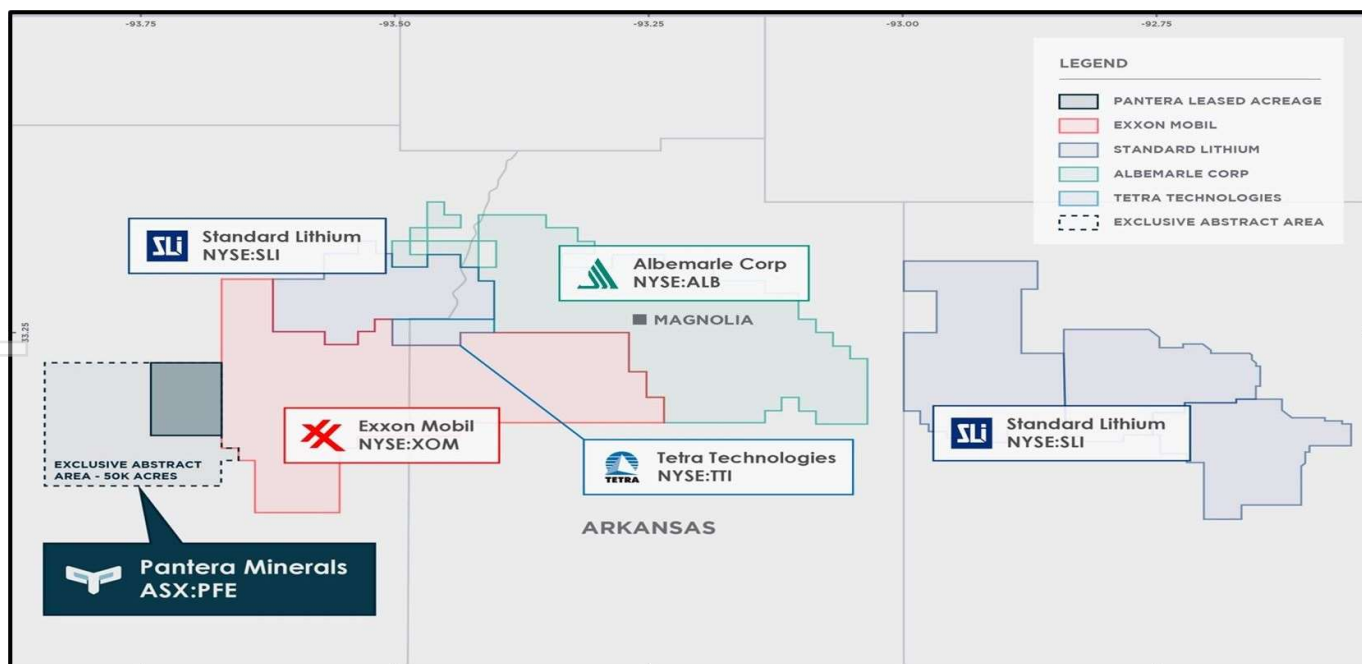 -93.75 -93.50 -93.25 -93.00 -92.75
LEGEND
PANTERA LEASED ACREAGE
EXXON MOBIL
STANDARD LITHIUM
ALBEMARLE CORP
TETRA TECHNOLOGIES
EXCLUSIVE ABSTRACT AREA
SLi
Standard Lithium
NYSE:SLI
Albemarle Corp
NYSE:ALB
MAGNOLIA
33.25
Exxon Mobil
NYSE:XOM
SLi
Standard Lithium
NYSE:SLI
TETRA
Tetra Technologies
NYSE:TTI
EXCLUSIVE ABSTRACT
AREA - 50K ACRES
ARKANSAS
Pantera Minerals
ASX:PFE